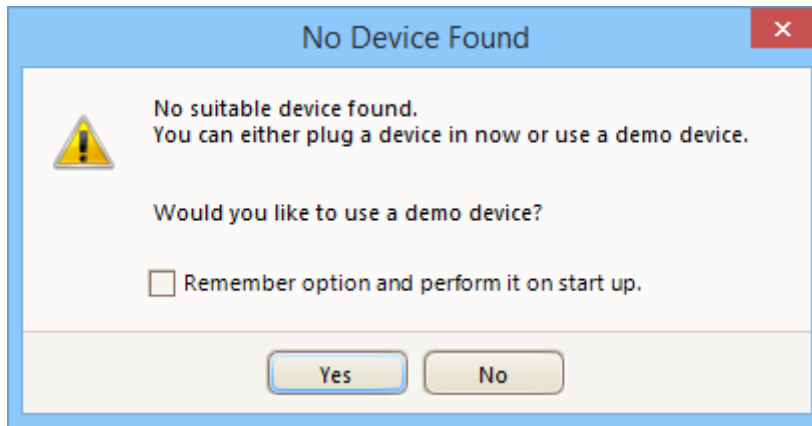 No Device Found
No suitable device found.
You can either plug a device in now or use a demo device.
Would you like to use a demo device?
Remember option and perform it on start up.
Yes
No